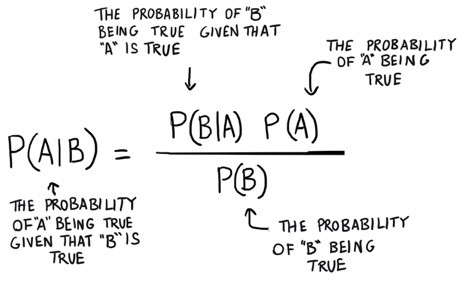 THE PROBABILITY OF "B"
BEING TRUE GIVEN THAT
"A" IS TRUE
THE PROBABILITY
OF "A" BEING
TRUE
P(B|A) P(A)
P(A|B) =
P(B)
THE PROBABILITY
OF "A" BEING TRUE
GIVEN THAT "B" IS
TRUE
THE PROBABILITY
OF "B" BEING
TRUE